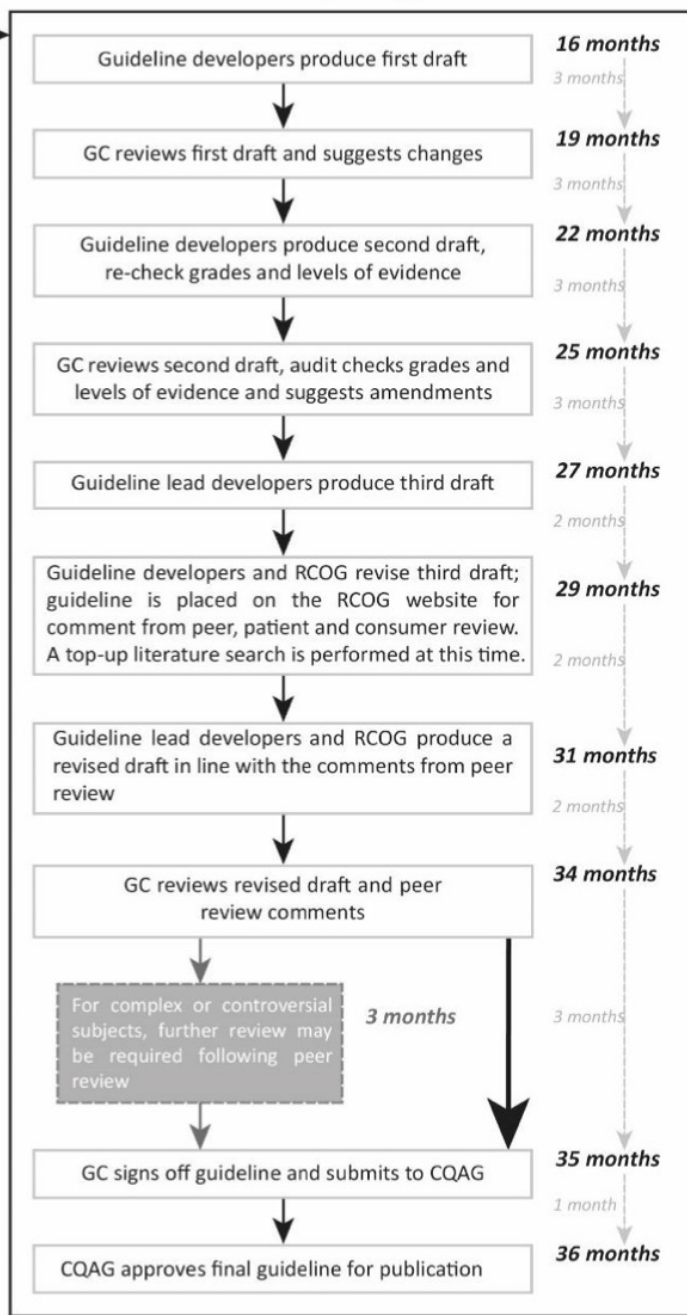 Guideline developers produce first draft
16 months
3 months
GC reviews first draft and suggests changes
19 months
3 months
Guideline developers produce second draft,
re-check grades and levels of evidence
22 months
3 months
GC reviews second draft, audit checks grades and
levels of evidence and suggests amendments
25 months
3 months
Guideline lead developers produce third draft
27 months
2 months
Guideline developers and RCOG revise third draft;
guideline is placed on the RCOG website for
comment from peer, patient and consumer review.
A top-up literature search is performed at this time.
29 months
2 months
Guideline lead developers and RCOG produce a
revised draft in line with the comments from peer
review
31 months
2 months
GC reviews revised draft and peer
review comments
34 months
For complex or controversial
subjects, further review may
be required following peer
review
3 months
3 months
GC signs off guideline and submits to CQAG
35 months
1 month
CQAG approves final guideline for publication
36 months